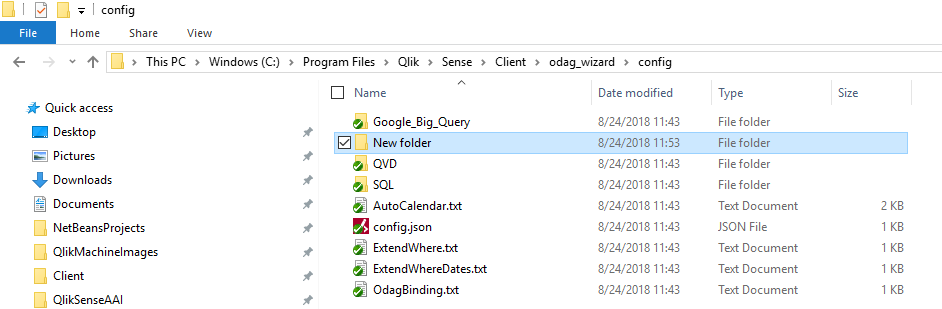 config
File Home Share View
This PC Windows (C:) Program Files Qlik Sense Client odag_wizard config
Name Date modified Type Size
Quick access
Desktop
Pictures
Downloads
Documents
NetBeansProjects
QlikMachineImages
Client
QlikSenseAAI
Google_Big_Query 8/24/2018 11:43 File folder
New folder 8/24/2018 11:53 File folder
QVD 8/24/2018 11:43 File folder
SQL 8/24/2018 11:43 File folder
AutoCalendar.txt 8/24/2018 11:43 Text Document 2 KB
config.json 8/24/2018 11:43 JSON File 1 KB
ExtendWhere.txt 8/24/2018 11:43 Text Document 1 KB
ExtendWhereDates.txt 8/24/2018 11:43 Text Document 1 KB
OdagBinding.txt 8/24/2018 11:43 Text Document 1 KB